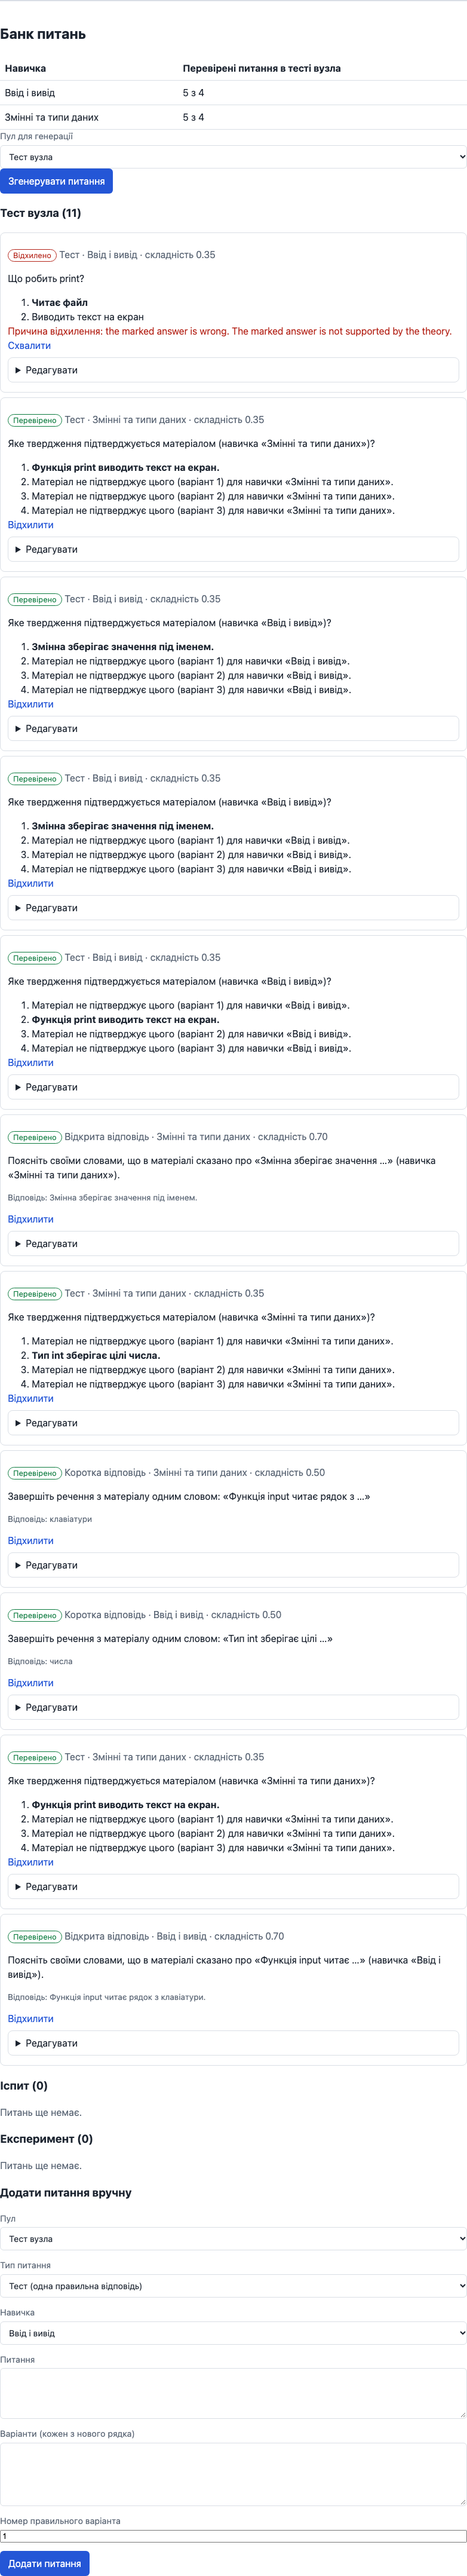 Банк питань
Навичка Перевірені питання в тесті вузла
Ввід і вивід 5 з 4
Змінні та типи даних 5 з 4
Пул для генерації
Тест вузла
Згенерувати питання
Тест вузла (11)
Відхилено Тест · Ввід і вивід · складність 0.35
Що робить print?
1. Читає файл
2. Виводить текст на екран
Причина відхилення: the marked answer is wrong. The marked answer is not supported by the theory.
Схвалити
▶ Редагувати
Перевірено Тест · Змінні та типи даних · складність 0.35
Яке твердження підтверджується матеріалом (навичка «Змінні та типи даних»)?
1. Функція print виводить текст на екран.
2. Матеріал не підтверджує цього (варіант 1) для навички «Змінні та типи даних».
3. Матеріал не підтверджує цього (варіант 2) для навички «Змінні та типи даних».
4. Матеріал не підтверджує цього (варіант 3) для навички «Змінні та типи даних».
Відхилити
▶ Редагувати
Перевірено Тест · Ввід і вивід · складність 0.35
Яке твердження підтверджується матеріалом (навичка «Ввід і вивід»)?
1. Змінна зберігає значення під іменем.
2. Матеріал не підтверджує цього (варіант 1) для навички «Ввід і вивід».
3. Матеріал не підтверджує цього (варіант 2) для навички «Ввід і вивід».
4. Матеріал не підтверджує цього (варіант 3) для навички «Ввід і вивід».
Відхилити
▶ Редагувати
Перевірено Тест · Ввід і вивід · складність 0.35
Яке твердження підтверджується матеріалом (навичка «Ввід і вивід»)?
1. Змінна зберігає значення під іменем.
2. Матеріал не підтверджує цього (варіант 1) для навички «Ввід і вивід».
3. Матеріал не підтверджує цього (варіант 2) для навички «Ввід і вивід».
4. Матеріал не підтверджує цього (варіант 3) для навички «Ввід і вивід».
Відхилити
▶ Редагувати
Перевірено Тест · Ввід і вивід · складність 0.35
Яке твердження підтверджується матеріалом (навичка «Ввід і вивід»)?
1. Матеріал не підтверджує цього (варіант 1) для навички «Ввід і вивід».
2. Функція print виводить текст на екран.
3. Матеріал не підтверджує цього (варіант 2) для навички «Ввід і вивід».
4. Матеріал не підтверджує цього (варіант 3) для навички «Ввід і вивід».
Відхилити
▶ Редагувати
Перевірено Відкрита відповідь · Змінні та типи даних · складність 0.70
Поясніть своїми словами, що в матеріалі сказано про «Змінна зберігає значення ...» (навичка
«Змінні та типи даних»).
Відповідь: Змінна зберігає значення під іменем.
Відхилити
▶ Редагувати
Перевірено Тест · Змінні та типи даних · складність 0.35
Яке твердження підтверджується матеріалом (навичка «Змінні та типи даних»)?
1. Матеріал не підтверджує цього (варіант 1) для навички «Змінні та типи даних».
2. Тип int зберігає цілі числа.
3. Матеріал не підтверджує цього (варіант 2) для навички «Змінні та типи даних».
4. Матеріал не підтверджує цього (варіант 3) для навички «Змінні та типи даних».
Відхилити
▶ Редагувати
Перевірено Коротка відповідь · Змінні та типи даних · складність 0.50
Завершіть речення з матеріалу одним словом: «Функція input читає рядок з ...»
Відповідь: клавіатури
Відхилити
▶ Редагувати
Перевірено Коротка відповідь · Ввід і вивід · складність 0.50
Завершіть речення з матеріалу одним словом: «Тип int зберігає цілі ...»
Відповідь: числа
Відхилити
▶ Редагувати
Перевірено Тест · Змінні та типи даних · складність 0.35
Яке твердження підтверджується матеріалом (навичка «Змінні та типи даних»)?
1. Функція print виводить текст на екран.
2. Матеріал не підтверджує цього (варіант 1) для навички «Змінні та типи даних».
3. Матеріал не підтверджує цього (варіант 2) для навички «Змінні та типи даних».
4. Матеріал не підтверджує цього (варіант 3) для навички «Змінні та типи даних».
Відхилити
▶ Редагувати
Перевірено Відкрита відповідь · Ввід і вивід · складність 0.70
Поясніть своїми словами, що в матеріалі сказано про «Функція input читає ...» (навичка «Ввід і
вивід»).
Відповідь: Функція input читає рядок з клавіатури.
Відхилити
▶ Редагувати
Іспит (0)
Питань ще немає.
Експеримент (0)
Питань ще немає.
Додати питання вручну
Пул
Тест вузла
Тип питання
Тест (одна правильна відповідь)
Навичка
Ввід і вивід
Питання
Варіанти (кожен з нового рядка)
Номер правильного варіанта
1
Додати питання